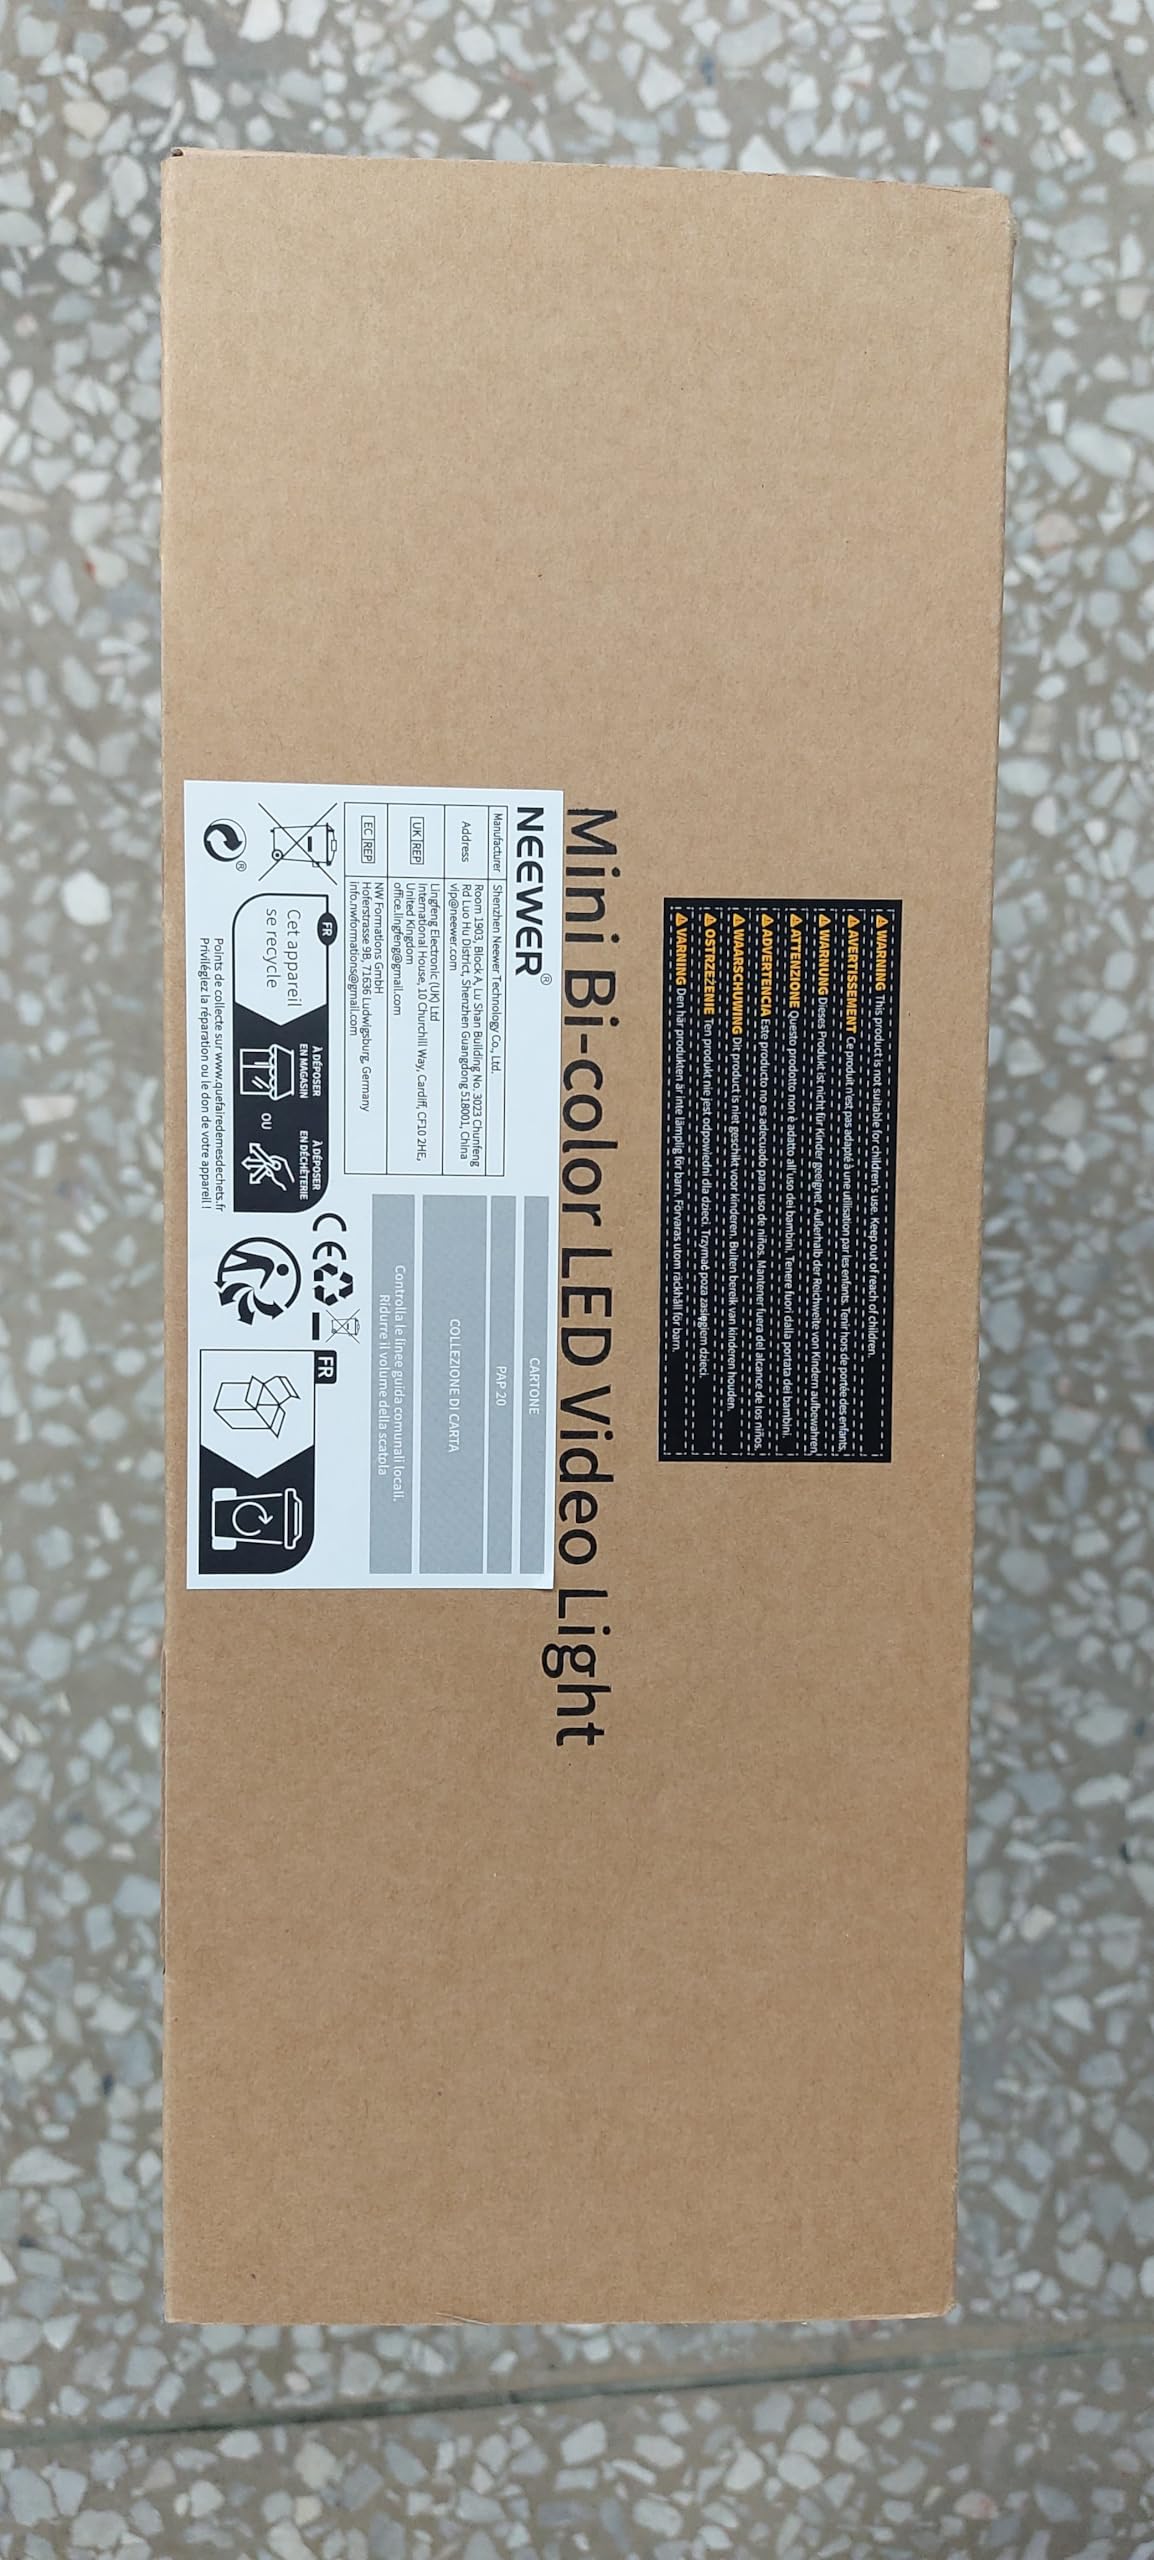 ⚠WARNING This product is not suitable for children's use. Keep out of reach of children.
⚠AVERTISSEMENT Ce produit n'est pas adapté à une utilisation par les enfants. Tenir hors de portée des enfants.
⚠WARNUNG Dieses Produkt ist nicht für Kinder geeignet. Außerhalb der Reichweite von Kindern aufbewahren.
⚠ATTENZIONE Questo prodotto non è adatto all'uso dei bambini. Tenere fuori dalla portata dei bambini.
⚠ADVERTENCIA Este producto no es adecuado para uso de niños. Mantener fuera del alcance de los niños.
⚠WAARSCHUWING Dit product is niet geschikt voor kinderen. Buiten bereik van kinderen houden.
⚠OSTRZEŻENIE Ten produkt nie jest odpowiedni dla dzieci. Trzymać poza zasięgiem dzieci.
⚠VARNING Den här produkten är inte lämplig för barn. Förvaras utom räckhåll för barn.
Mini Bi-color LED Video Light
NEEWER®
Manufacturer Shenzhen Neewer Technology Co., Ltd.
Address
Room 1903, Block A, Lu Shan Building No. 3023 Chunfeng
Rd Luo Hu District, Shenzhen Guangdong 518001, China
vip@neewer.com
UK REP
Lingfeng Electronic (UK) Ltd
International House, 10 Churchill Way, Cardiff, CF10 2HE,
United Kingdom
office.lingfeng@gmail.com
EC REP
NW Formations GmbH
Hoferstrasse 9B, 71636 Ludwigsburg, Germany
info.nwformations@gmail.com
CARTONE
PAP 20
COLLEZIONE DI CARTA
Controlla le linee guida comunali locali.
Ridurre il volume della scatola
FR
Cet appareil
se recycle
À DÉPOSER
EN MAGASIN
OU
À DÉPOSER
EN DÉCHÈTERIE
Points de collecte sur www.quefairedemesdechets.fr
Privilégiez la réparation ou le don de votre appareil !
CE
FR